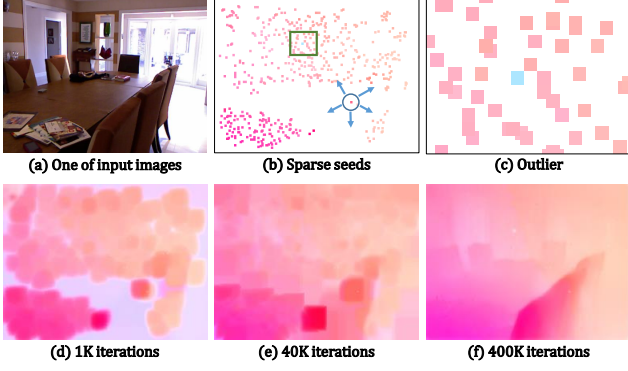 (a) One of input images
(b) Sparse seeds
(c) Outlier
(d) 1K iterations
(e) 40K iterations
(f) 400K iterations